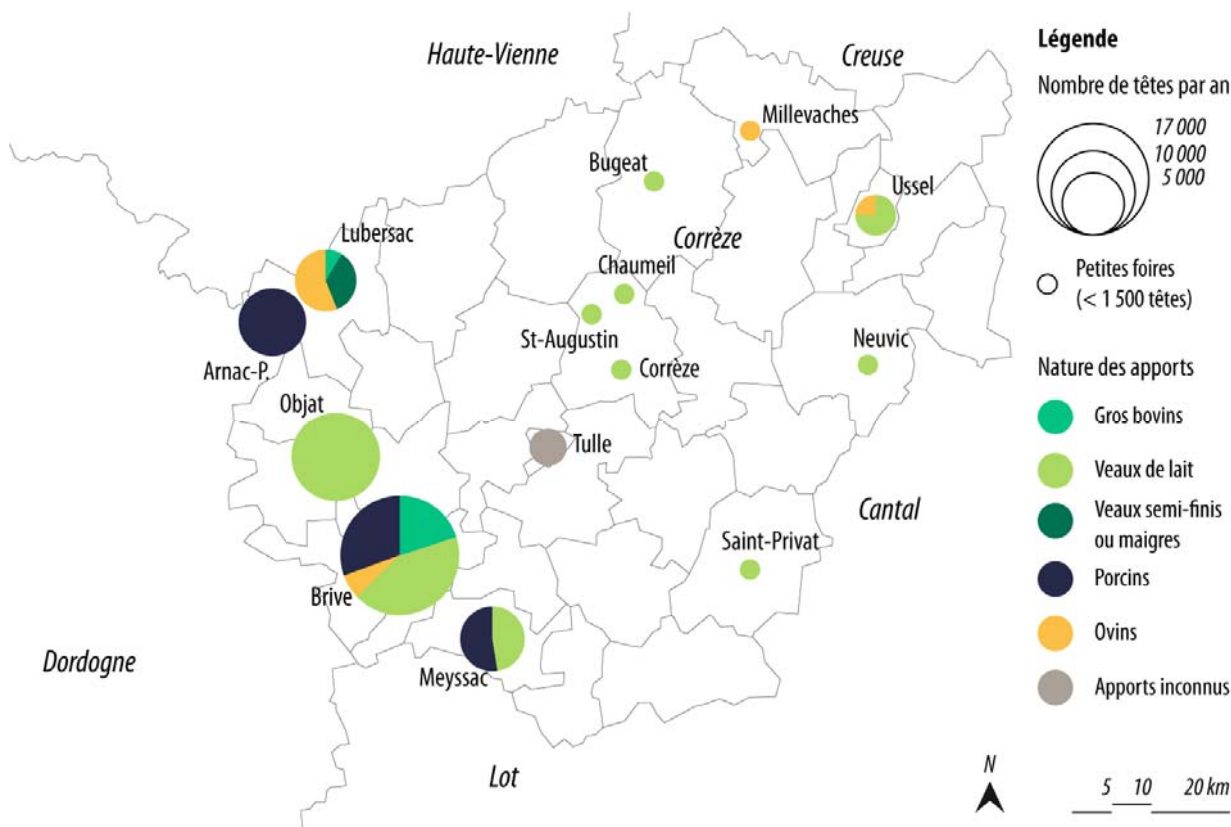 Haute-Vienne
Creuse
Millevaches
Bugeat
Ussel
Corrèze
Lubersac
Chaumeil
St-Augustin
Neuvic
Arnac-P.
Corrèze
Objat
Tulle
Cantal
Saint-Privat
Brive
Dordogne
Meyssac
Lot
Légende
Nombre de têtes par an
17 000
10 000
5 000
Petites foires
(< 1 500 têtes)
Nature des apports
Gros bovins
Veaux de lait
Veaux semi-finis
ou maigres
Porcins
Ovins
Apports inconnus
N
5 10 20 km